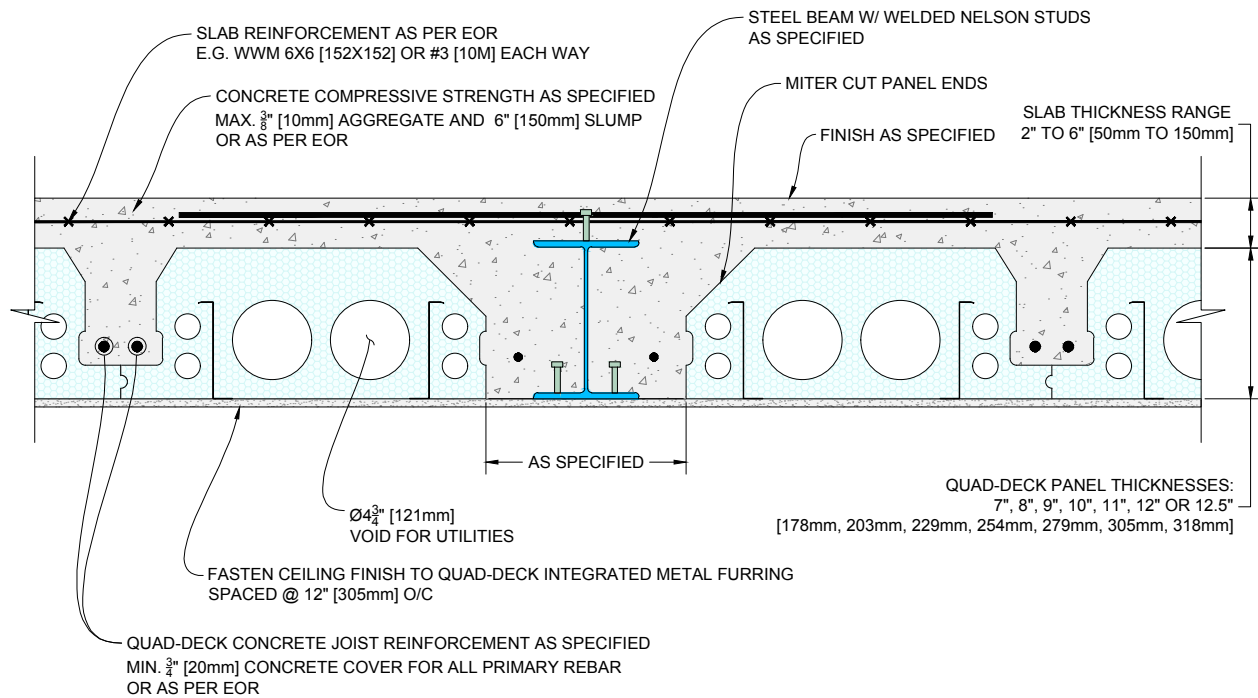 SLAB REINFORCEMENT AS PER EOR
E.G. WWM 6X6 [152X152] OR #3 [10M] EACH WAY
CONCRETE COMPRESSIVE STRENGTH AS SPECIFIED
MAX. 3/8" [10mm] AGGREGATE AND 6" [150mm] SLUMP
OR AS PER EOR
STEEL BEAM W/ WELDED NELSON STUDS
AS SPECIFIED
MITER CUT PANEL ENDS
FINISH AS SPECIFIED
SLAB THICKNESS RANGE
2" TO 6" [50mm TO 150mm]
AS SPECIFIED
QUAD-DECK PANEL THICKNESSES:
7", 8", 9", 10", 11", 12" OR 12.5"
[178mm, 203mm, 229mm, 254mm, 279mm, 305mm, 318mm]
Ø4 3/4" [121mm]
VOID FOR UTILITIES
FASTEN CEILING FINISH TO QUAD-DECK INTEGRATED METAL FURRING
SPACED @ 12" [305mm] O/C
QUAD-DECK CONCRETE JOIST REINFORCEMENT AS SPECIFIED
MIN. 3/4" [20mm] CONCRETE COVER FOR ALL PRIMARY REBAR
OR AS PER EOR